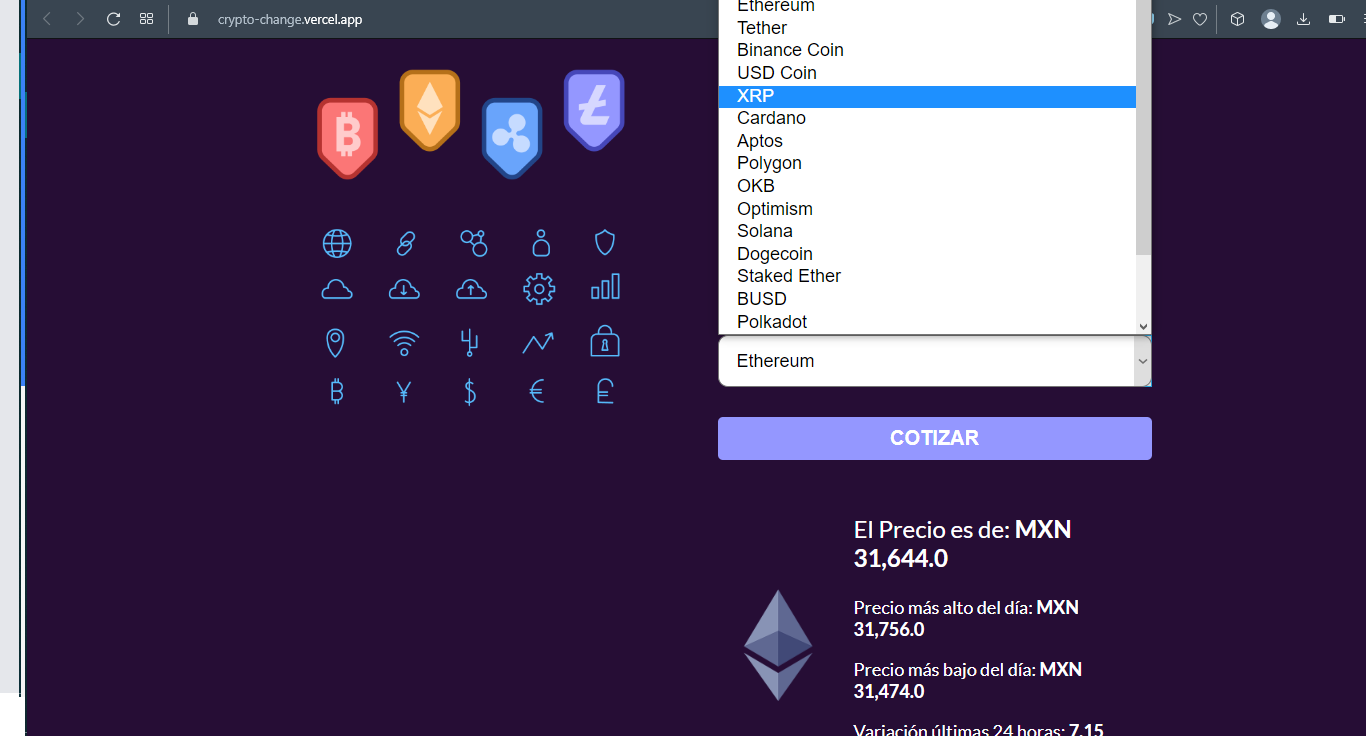 crypto-change.vercel.app
Ethereum
Tether
Binance Coin
USD Coin
XRP
Cardano
Aptos
Polygon
OKB
Optimism
Solana
Dogecoin
Staked Ether
BUSD
Polkadot
Ethereum
COTIZAR
El Precio es de: MXN
31,644.0
Precio más alto del día: MXN
31,756.0
Precio más bajo del día: MXN
31,474.0
Variación últimas 24 horas: 7.15